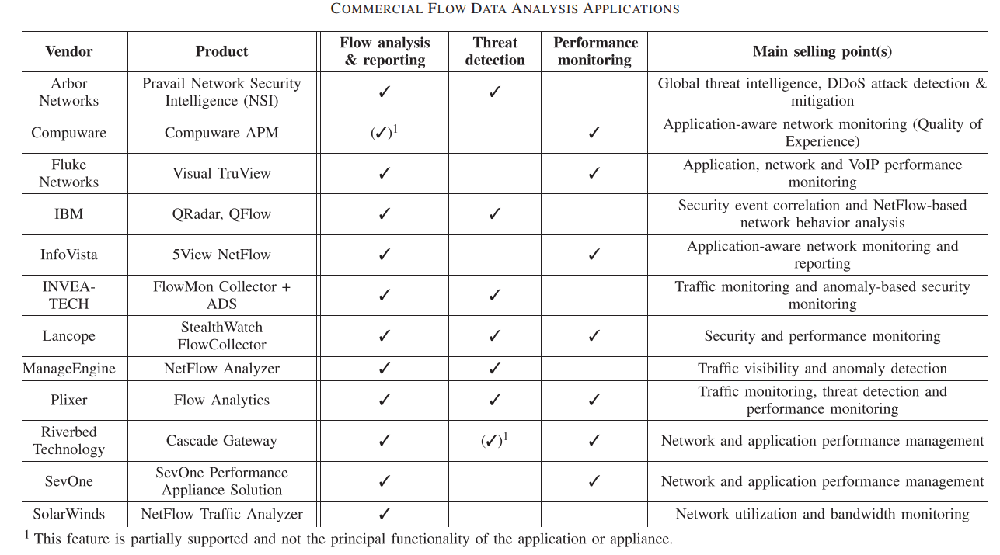 COMMERCIAL FLOW DATA ANALYSIS APPLICATIONS
Vendor Product Flow analysis & reporting Threat detection Performance monitoring Main selling point(s)
Arbor Networks Pravail Network Security Intelligence (NSI) ✓ ✓ Global threat intelligence, DDoS attack detection & mitigation
Compuware Compuware APM (✓)1 ✓ Application-aware network monitoring (Quality of Experience)
Fluke Networks Visual TruView ✓ ✓ Application, network and VoIP performance monitoring
IBM QRadar, QFlow ✓ ✓ Security event correlation and NetFlow-based network behavior analysis
InfoVista 5View NetFlow ✓ ✓ Application-aware network monitoring and reporting
INVEA-TECH FlowMon Collector + ADS ✓ ✓ Traffic monitoring and anomaly-based security monitoring
Lancope StealthWatch FlowCollector ✓ ✓ ✓ Security and performance monitoring
ManageEngine NetFlow Analyzer ✓ ✓ Traffic visibility and anomaly detection
Plixer Flow Analytics ✓ ✓ ✓ Traffic monitoring, threat detection and performance monitoring
Riverbed Technology Cascade Gateway ✓ (✓)1 ✓ Network and application performance management
SevOne SevOne Performance Appliance Solution ✓ ✓ Network and application performance management
SolarWinds NetFlow Traffic Analyzer ✓ Network utilization and bandwidth monitoring
1 This feature is partially supported and not the principal functionality of the application or appliance.